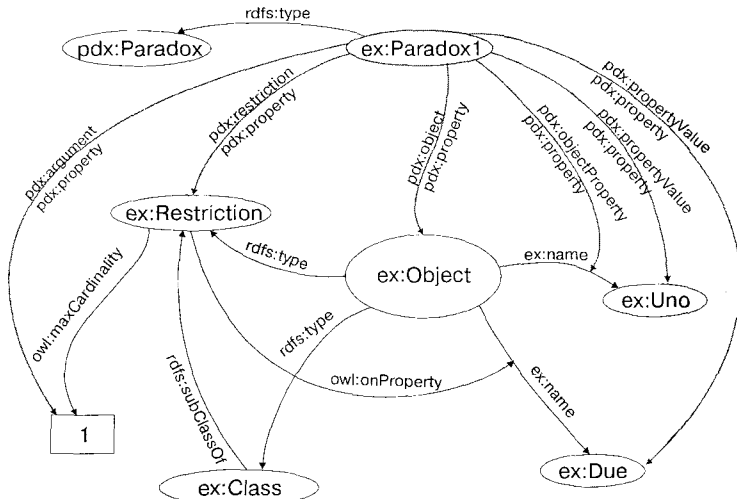 rdfs:type
pdx:Paradox
ex:Paradox1
pdx:argument
pdx:property
pdx:restriction
pdx:property
pdx:object
pdx:property
pdx:objectProperty
pdx:property
pdx:propertyValue
pdx:property
pdx:propertyValue
pdx:property
ex:Restriction
rdfs:type
ex:Object
ex:name
ex:Uno
owl:maxCardinality
rdfs:subClassOf
rdfs:type
owl:onProperty
ex:name
1
ex:Class
ex:Due